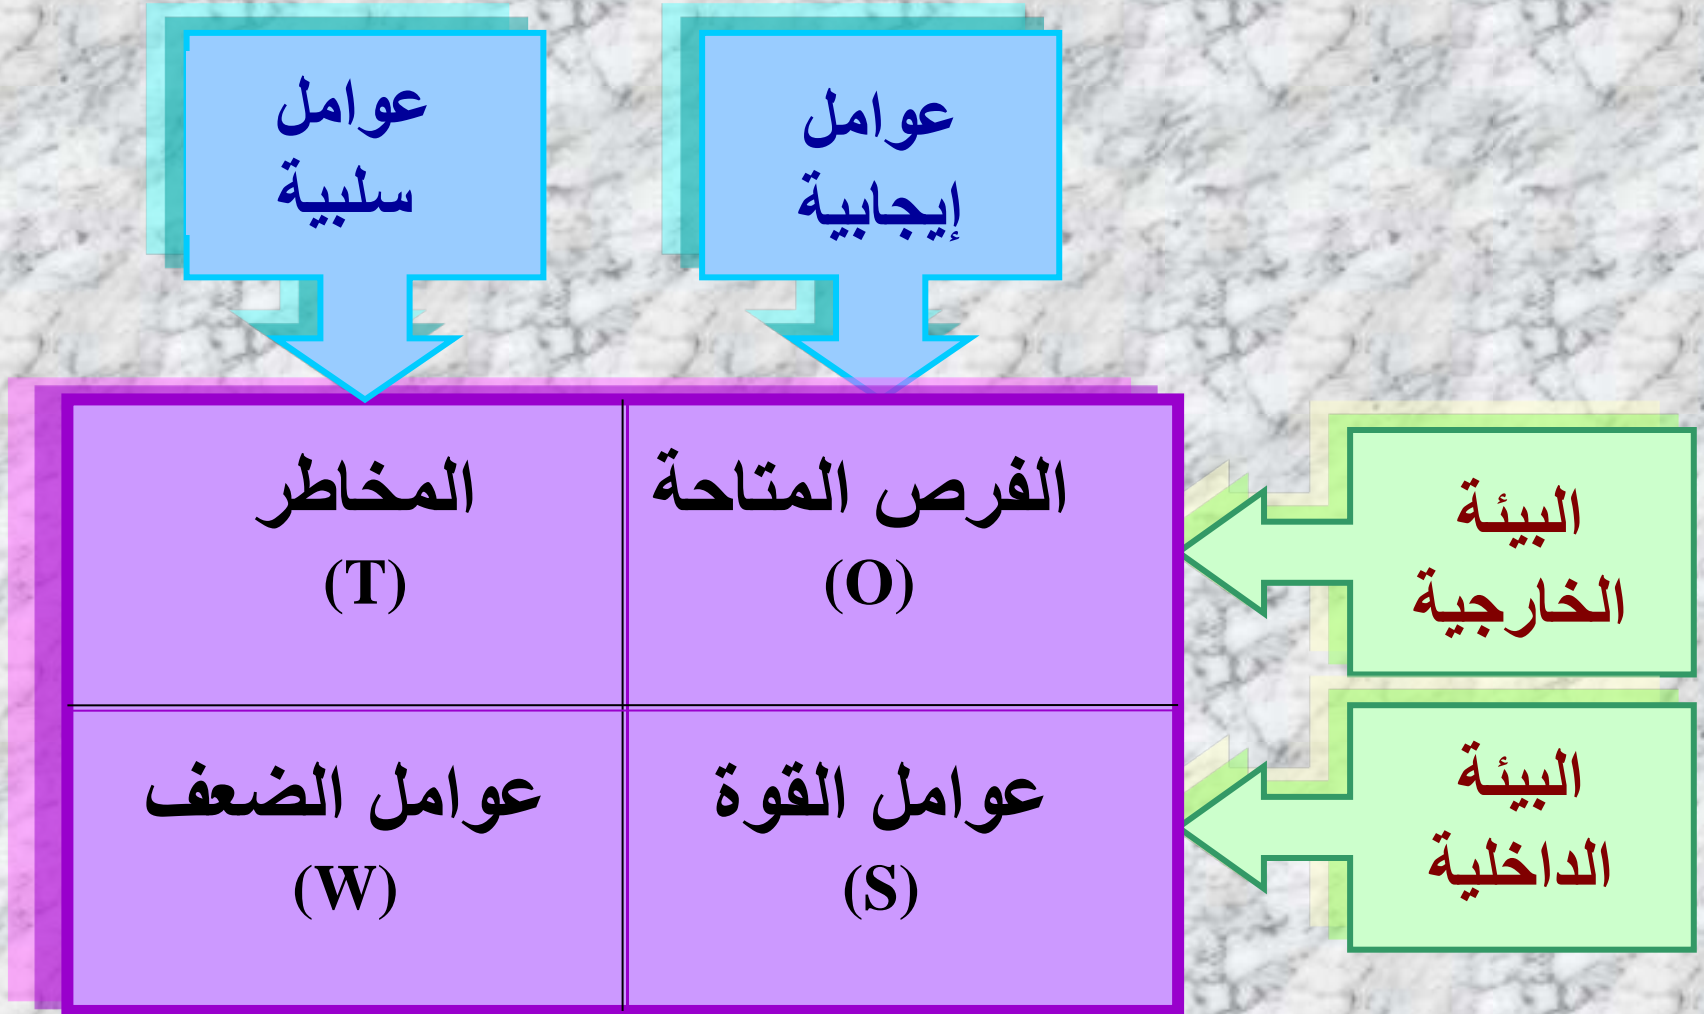 عوامل
إيجابية
عوامل
سلبية
البيئة
الخارجية
الفرص المتاحة
(O)
المخاطر
(T)
البيئة
الداخلية
عوامل القوة
(S)
عوامل الضعف
(W)